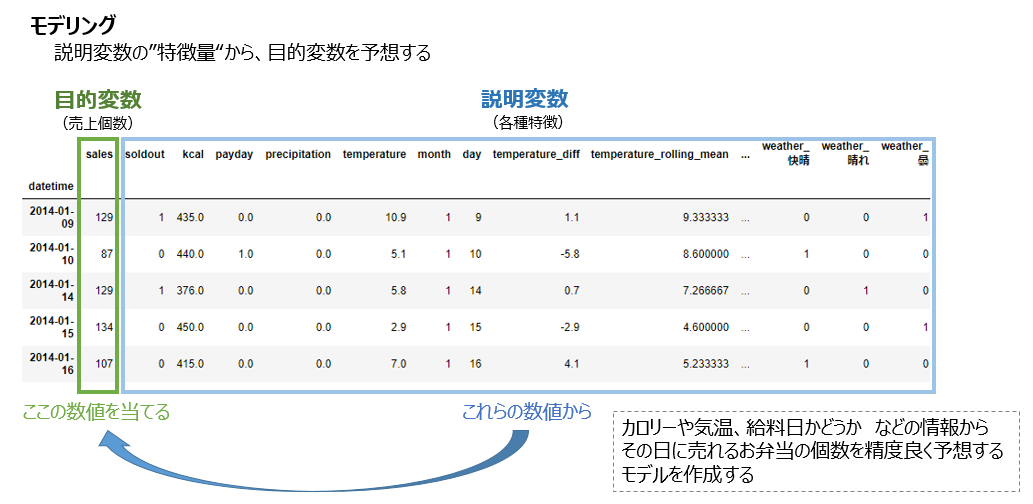 モデリング
説明変数の”特徴量“から、目的変数を予想する
目的変数
（売上個数）
説明変数
（各種特徴）
sales soldout kcal payday precipitation temperature month day temperature_diff temperature_rolling_mean ... weather_快晴 weather_晴れ weather_曇
datetime
2014-01-09 129 1 435.0 0.0 0.0 10.9 1 9 1.1 9.333333 ... 0 0 1
2014-01-10 87 0 440.0 1.0 0.0 5.1 1 10 -5.8 8.600000 ... 1 0 0
2014-01-14 129 1 376.0 0.0 0.0 5.8 1 14 0.7 7.266667 ... 0 1 0
2014-01-15 134 0 450.0 0.0 0.0 2.9 1 15 -2.9 4.600000 ... 0 0 1
2014-01-16 107 0 415.0 0.0 0.0 7.0 1 16 4.1 5.233333 ... 1 0 0
ここの数値を当てる
これらの数値から
カロリーや気温、給料日かどうか　などの情報から
その日に売れるお弁当の個数を精度良く予想する
モデルを作成する